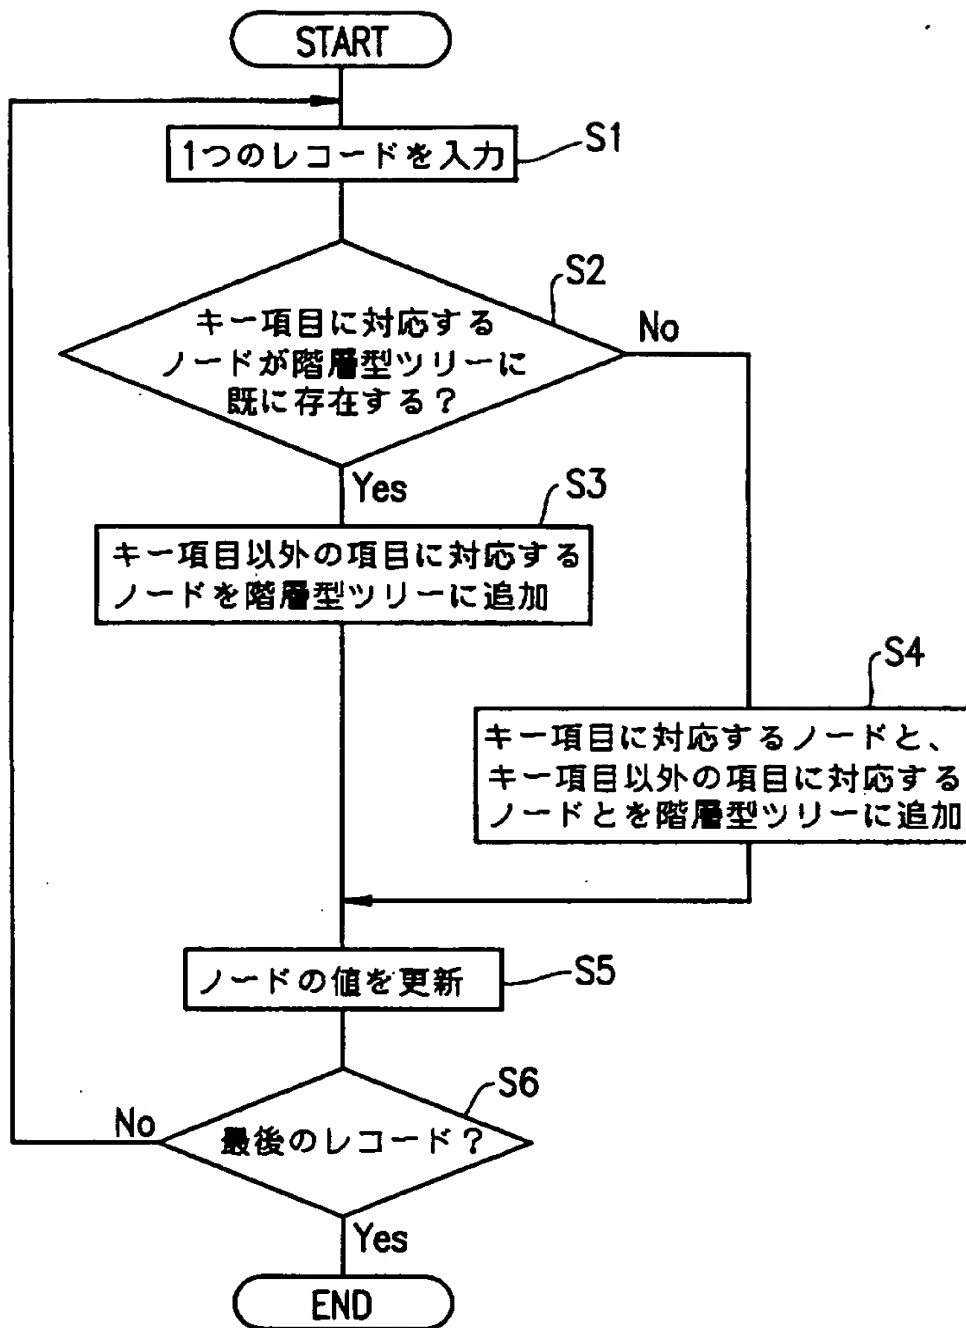 START
1つのレコードを入力
S1
S2
キー項目に対応する
ノードが階層型ツリーに
既に存在する?
No
Yes
S3
キー項目以外の項目に対応する
ノードを階層型ツリーに追加
S4
キー項目に対応するノードと、
キー項目以外の項目に対応する
ノードとを階層型ツリーに追加
ノードの値を更新
S5
S6
最後のレコード?
No
Yes
END